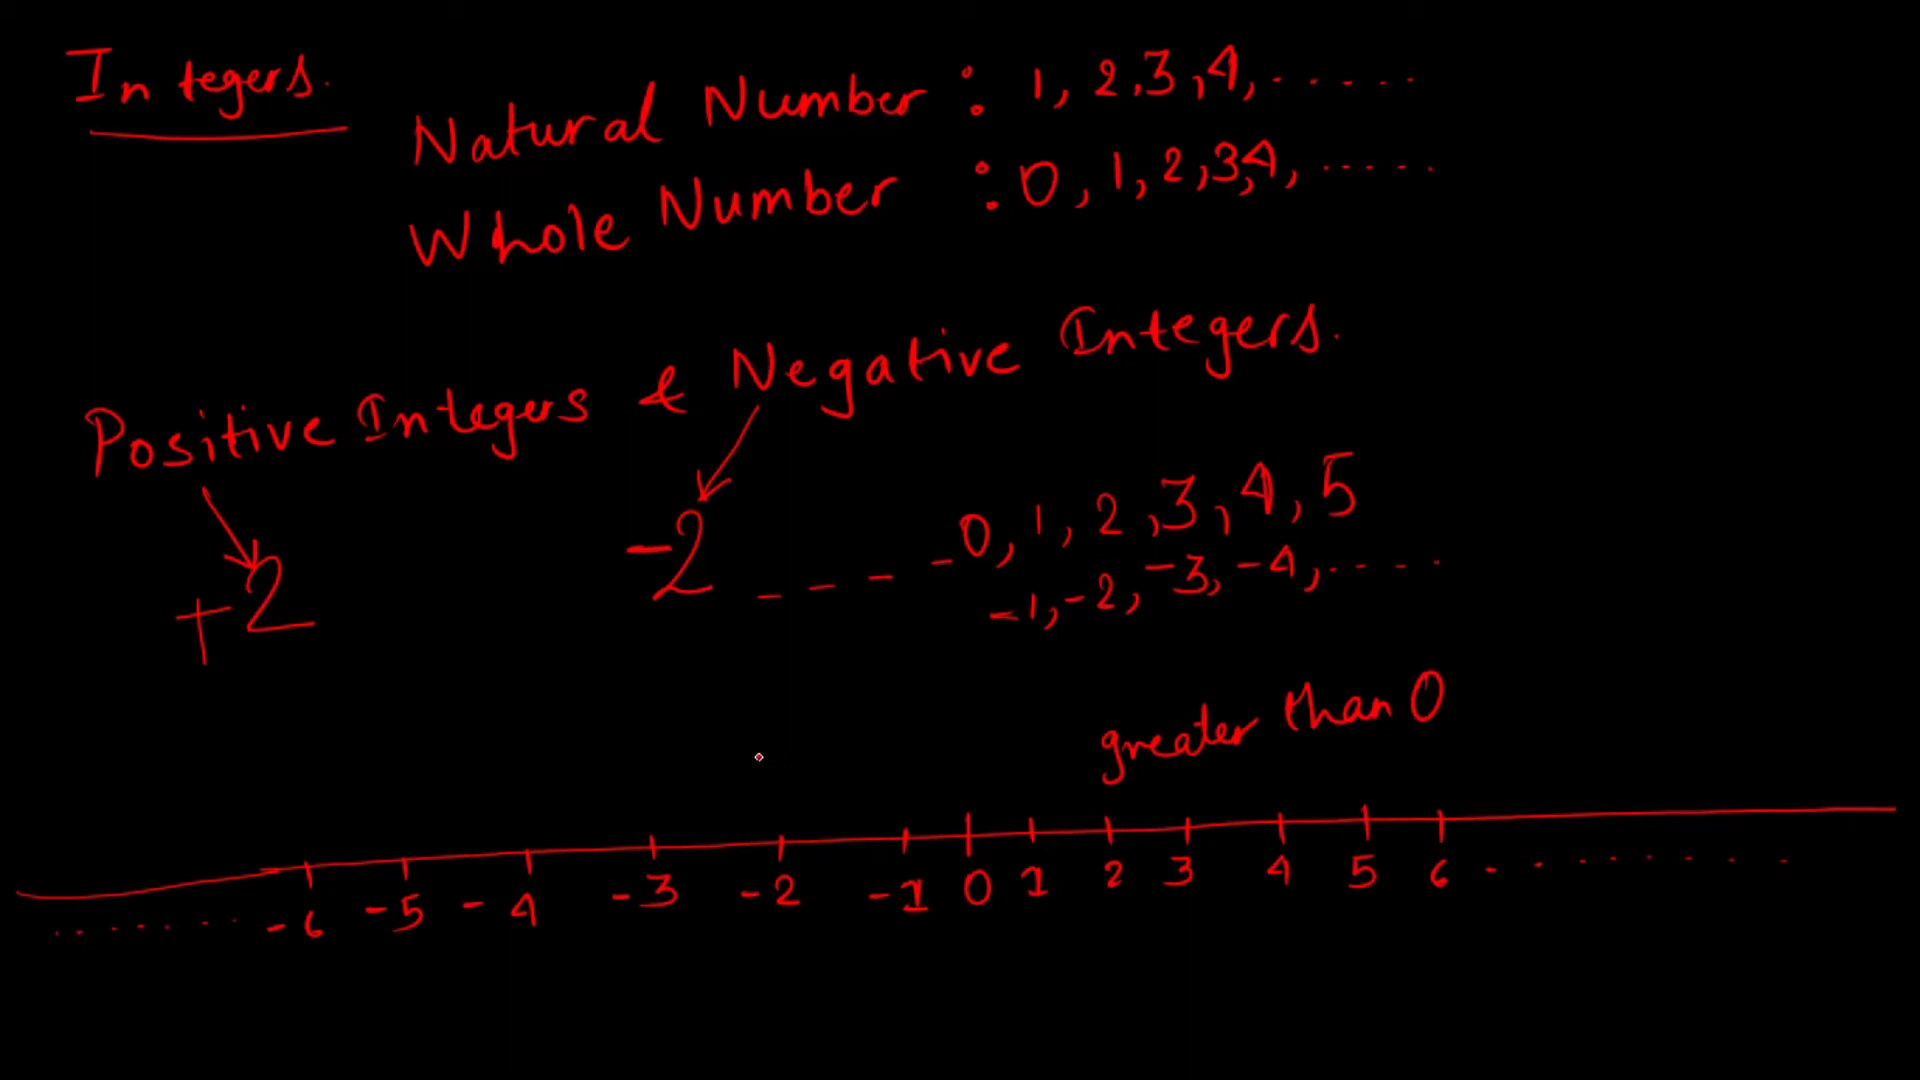 Integers.
Natural Number : 1, 2, 3, 4, ......
Whole Number : 0, 1, 2, 3, 4, ......
Positive Integers & Negative Integers.
+2
-2 _ _ _ _ 0, 1, 2, 3, 4, 5
-1, -2, -3, -4, .....
greater than 0
........ -6 -5 -4 -3 -2 -1 0 1 2 3 4 5 6 .........